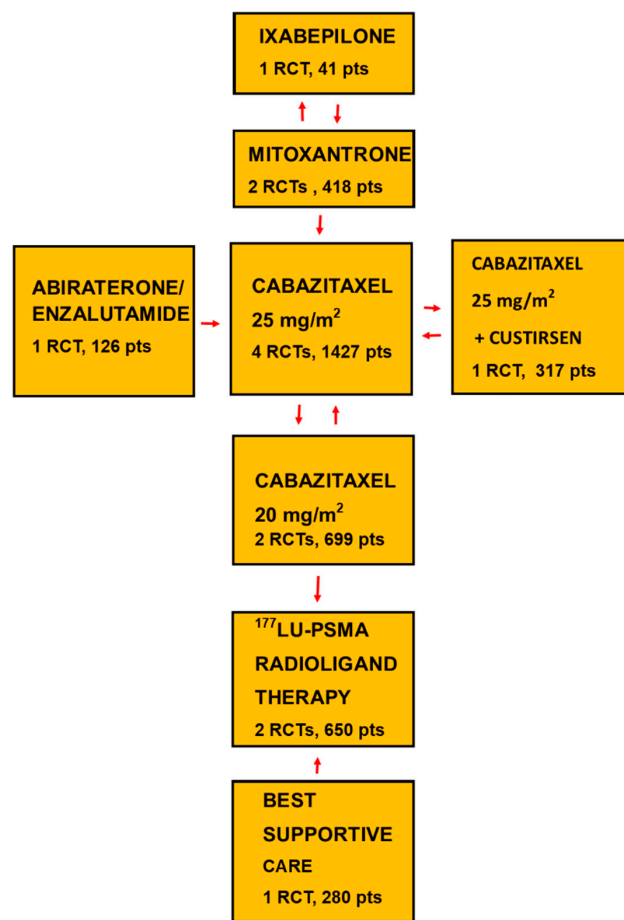 IXABEPILONE
1 RCT, 41 pts
MITOXANTRONE
2 RCTs , 418 pts
ABIRATERONE/
ENZALUTAMIDE
1 RCT, 126 pts
CABAZITAXEL
25 mg/m²
4 RCTs, 1427 pts
CABAZITAXEL
25 mg/m²
+ CUSTIRSEN
1 RCT, 317 pts
CABAZITAXEL
20 mg/m²
2 RCTs, 699 pts
¹⁷⁷LU-PSMA
RADIOLIGAND
THERAPY
2 RCTs, 650 pts
BEST
SUPPORTIVE
CARE
1 RCT, 280 pts